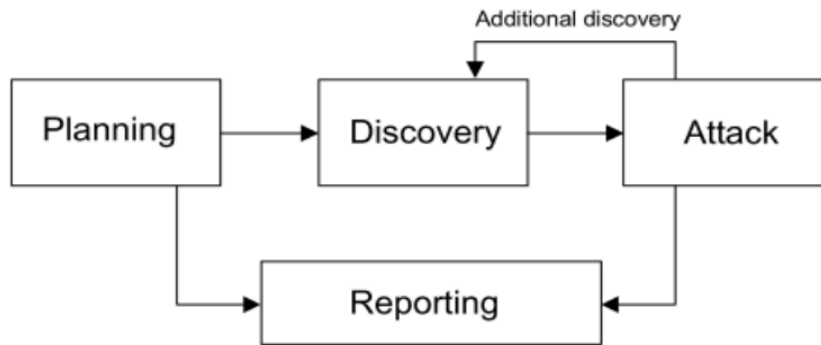 Additional discovery
Planning
Discovery
Attack
Reporting